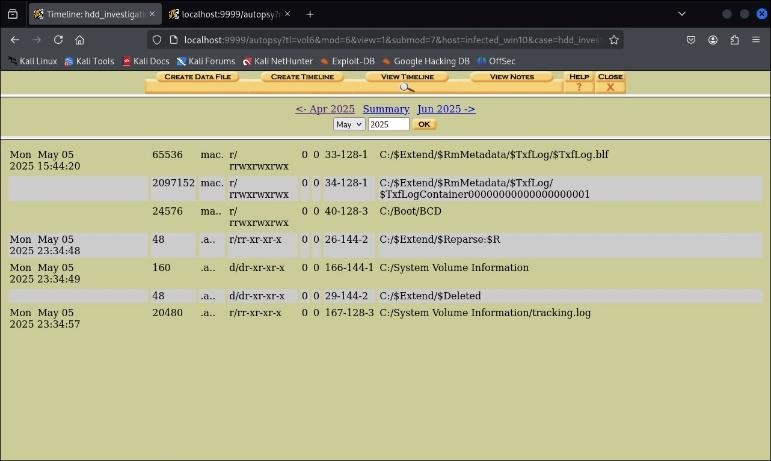 Timeline: hdd_investigati
localhost:9999/autopsy?
localhost:9999/autopsy?tl=vol6&mod=6&view=1&submod=7&host=infected_win10&case=hdd_inves
Kali Linux Kali Tools Kali Docs Kali Forums Kali NetHunter Exploit-DB Google Hacking DB OffSec
CREATE DATA FILE CREATE TIMELINE VIEW TIMELINE VIEW NOTES HELP CLOSE
? X
<- Apr 2025 Summary Jun 2025 ->
May 2025 OK
Mon May 05 65536 mac. r/ 0 0 33-128-1 C:/$Extend/$RmMetadata/$TxfLog/$TxfLog.blf
2025 15:44:20 rrwxrwxrwx
2097152 mac. r/ 0 0 34-128-1 C:/$Extend/$RmMetadata/$TxfLog/
rrwxrwxrwx $TxfLogContainer00000000000000000001
24576 ma.. r/ 0 0 40-128-3 C:/Boot/BCD
rrwxrwxrwx
Mon May 05 48 .a.. r/rr-xr-xr-x 0 0 26-144-2 C:/$Extend/$Reparse:$R
2025 23:34:48
Mon May 05 160 .a.. d/dr-xr-xr-x 0 0 166-144-1 C:/System Volume Information
2025 23:34:49
48 .a.. d/dr-xr-xr-x 0 0 29-144-2 C:/$Extend/$Deleted
Mon May 05 20480 .a.. r/rr-xr-xr-x 0 0 167-128-3 C:/System Volume Information/tracking.log
2025 23:34:57